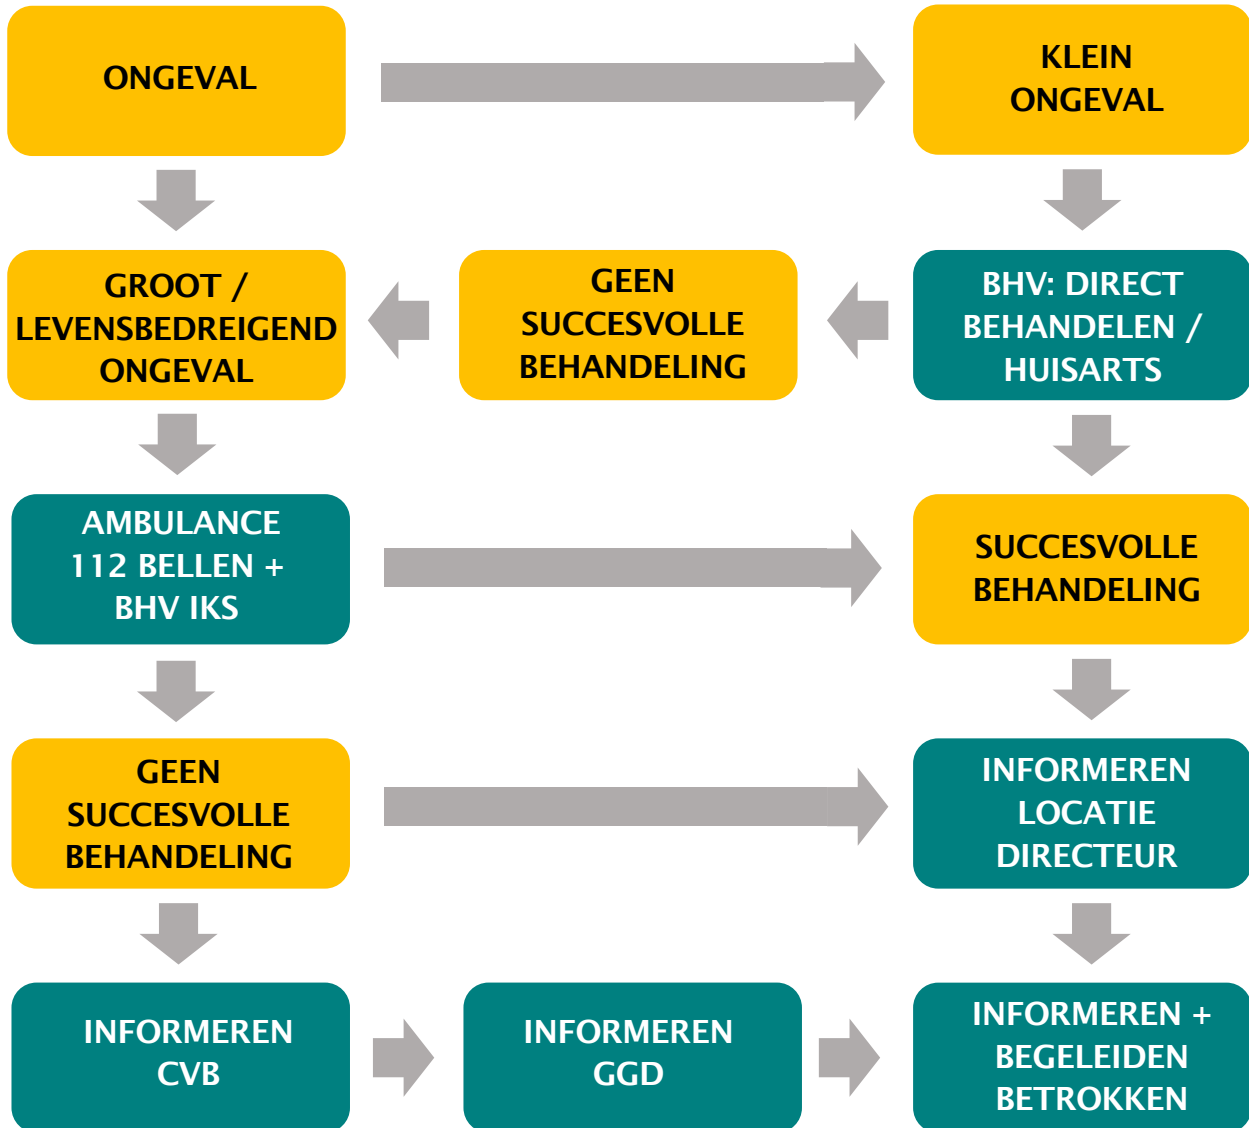 ONGEVAL
KLEIN
ONGEVAL
GROOT /
LEVENSBEDREIGEND
ONGEVAL
GEEN
SUCCESVOLLE
BEHANDELING
BHV: DIRECT
BEHANDELEN /
HUISARTS
AMBULANCE
112 BELLEN +
BHV IKS
SUCCESVOLLE
BEHANDELING
GEEN
SUCCESVOLLE
BEHANDELING
INFORMEREN
LOCATIE
DIRECTEUR
INFORMEREN
CVB
INFORMEREN
GGD
INFORMEREN +
BEGELEIDEN
BETROKKEN